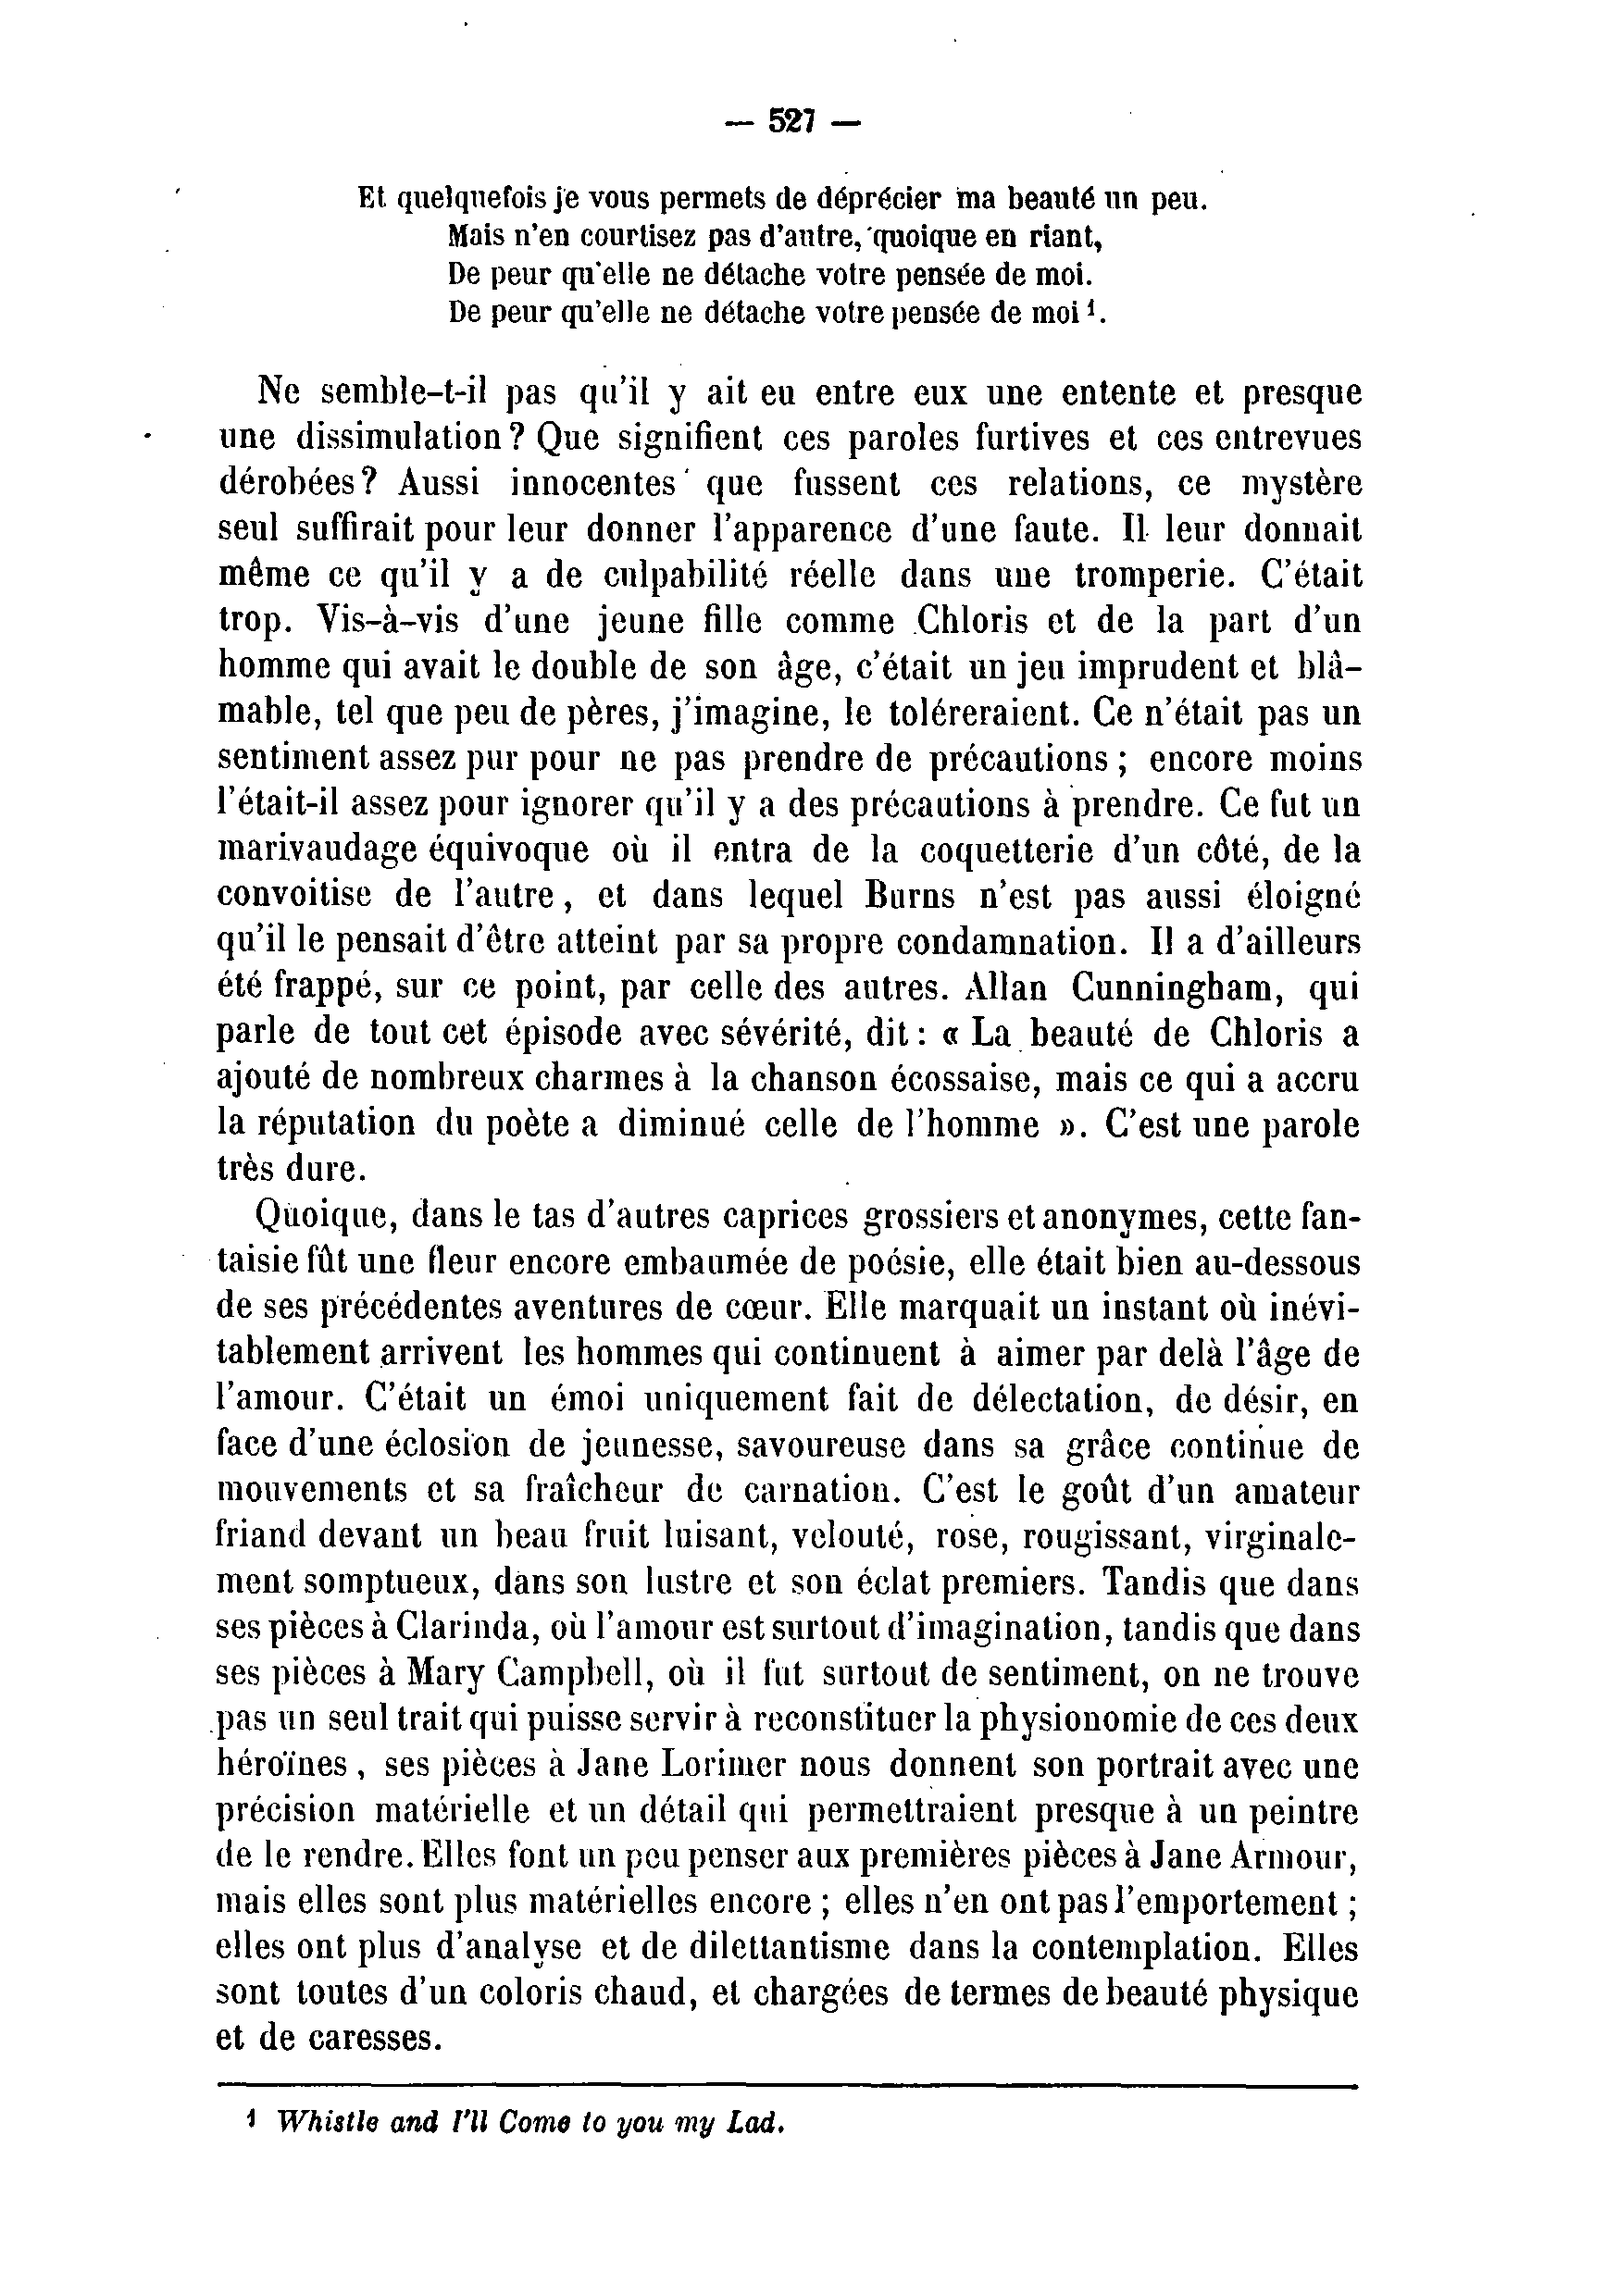 — 527 —
Et quelquefois je vous permets de déprécier ma beauté un peu.
Mais n'en courtisez pas d'autre, quoique en riant,
De peur qu'elle ne détache votre pensée de moi.
De peur qu'elle ne détache votre pensée de moi 1.
Ne semble-t-il pas qu'il y ait eu entre eux une entente et presque
une dissimulation ? Que signifient ces paroles furtives et ces entrevues
dérobées ? Aussi innocentes que fussent ces relations, ce mystère
seul suffirait pour leur donner l'apparence d'une faute. Il leur donnait
même ce qu'il y a de culpabilité réelle dans une tromperie. C'était
trop. Vis-à-vis d'une jeune fille comme Chloris et de la part d'un
homme qui avait le double de son âge, c'était un jeu imprudent et blâ-
mable, tel que peu de pères, j'imagine, le toléreraient. Ce n'était pas un
sentiment assez pur pour ne pas prendre de précautions ; encore moins
l'était-il assez pour ignorer qu'il y a des précautions à prendre. Ce fut un
marivaudage équivoque où il entra de la coquetterie d'un côté, de la
convoitise de l'autre, et dans lequel Burns n'est pas aussi éloigné
qu'il le pensait d'être atteint par sa propre condamnation. Il a d'ailleurs
été frappé, sur ce point, par celle des autres. Allan Cunningham, qui
parle de tout cet épisode avec sévérité, dit : « La beauté de Chloris a
ajouté de nombreux charmes à la chanson écossaise, mais ce qui a accru
la réputation du poète a diminué celle de l'homme ». C'est une parole
très dure.
Quoique, dans le tas d'autres caprices grossiers et anonymes, cette fan-
taisie fût une fleur encore embaumée de poésie, elle était bien au-dessous
de ses précédentes aventures de cœur. Elle marquait un instant où inévi-
tablement arrivent les hommes qui continuent à aimer par delà l'âge de
l'amour. C'était un émoi uniquement fait de délectation, de désir, en
face d'une éclosion de jeunesse, savoureuse dans sa grâce continue de
mouvements et sa fraîcheur de carnation. C'est le goût d'un amateur
friand devant un beau fruit luisant, velouté, rose, rougissant, virginale-
ment somptueux, dans son lustre et son éclat premiers. Tandis que dans
ses pièces à Clarinda, où l'amour est surtout d'imagination, tandis que dans
ses pièces à Mary Campbell, où il fut surtout de sentiment, on ne trouve
pas un seul trait qui puisse servir à reconstituer la physionomie de ces deux
héroïnes, ses pièces à Jane Lorimer nous donnent son portrait avec une
précision matérielle et un détail qui permettraient presque à un peintre
de le rendre. Elles font un peu penser aux premières pièces à Jane Armour,
mais elles sont plus matérielles encore ; elles n'en ont pas l'emportement ;
elles ont plus d'analyse et de dilettantisme dans la contemplation. Elles
sont toutes d'un coloris chaud, et chargées de termes de beauté physique
et de caresses.
1 Whistle and I'll Come to you my Lad.